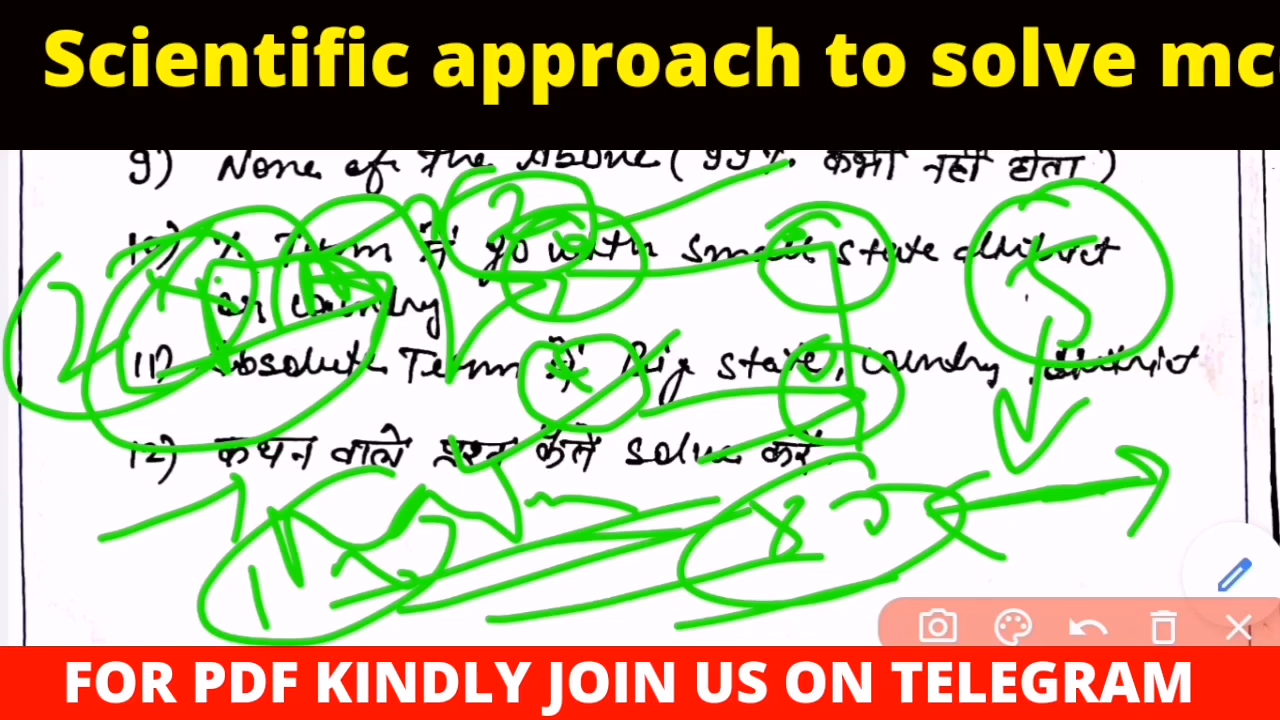 Scientific approach to solve mc
9) None of The Above (99% कभी नहीं होता)
10) % Term में go with small state district
or country
11) Absolute Term में Big state, country, district
12) कथन वाले प्रश्न कैसे solve करें
FOR PDF KINDLY JOIN US ON TELEGRAM